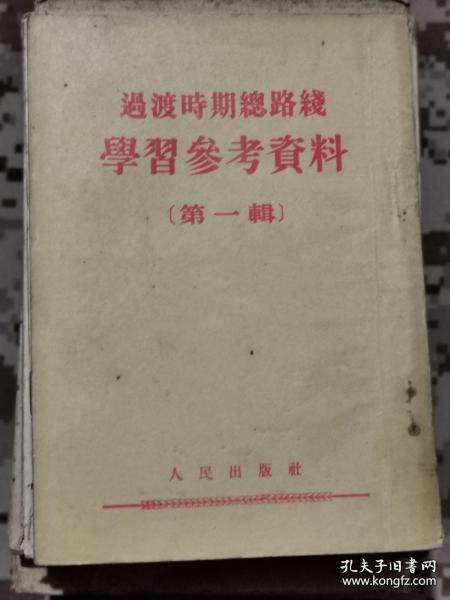 過渡時期總路綫
學習參考資料
〔第一輯〕
人民出版社
孔夫子旧书网
www.kongfz.com